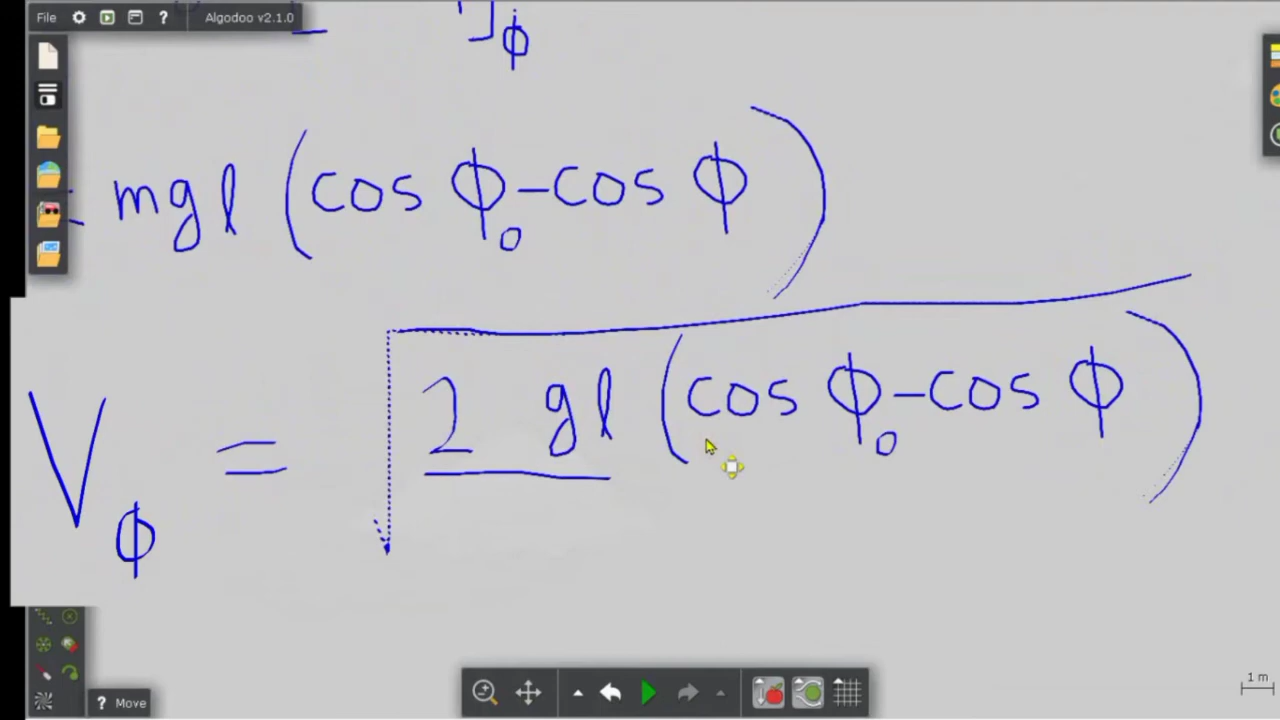 File ? Algodoo v2.1.0
]ϕ
= mgl (cos ϕ₀-cos ϕ)
Vϕ = √2 gl (cos ϕ₀-cos ϕ)
1 m
? Move